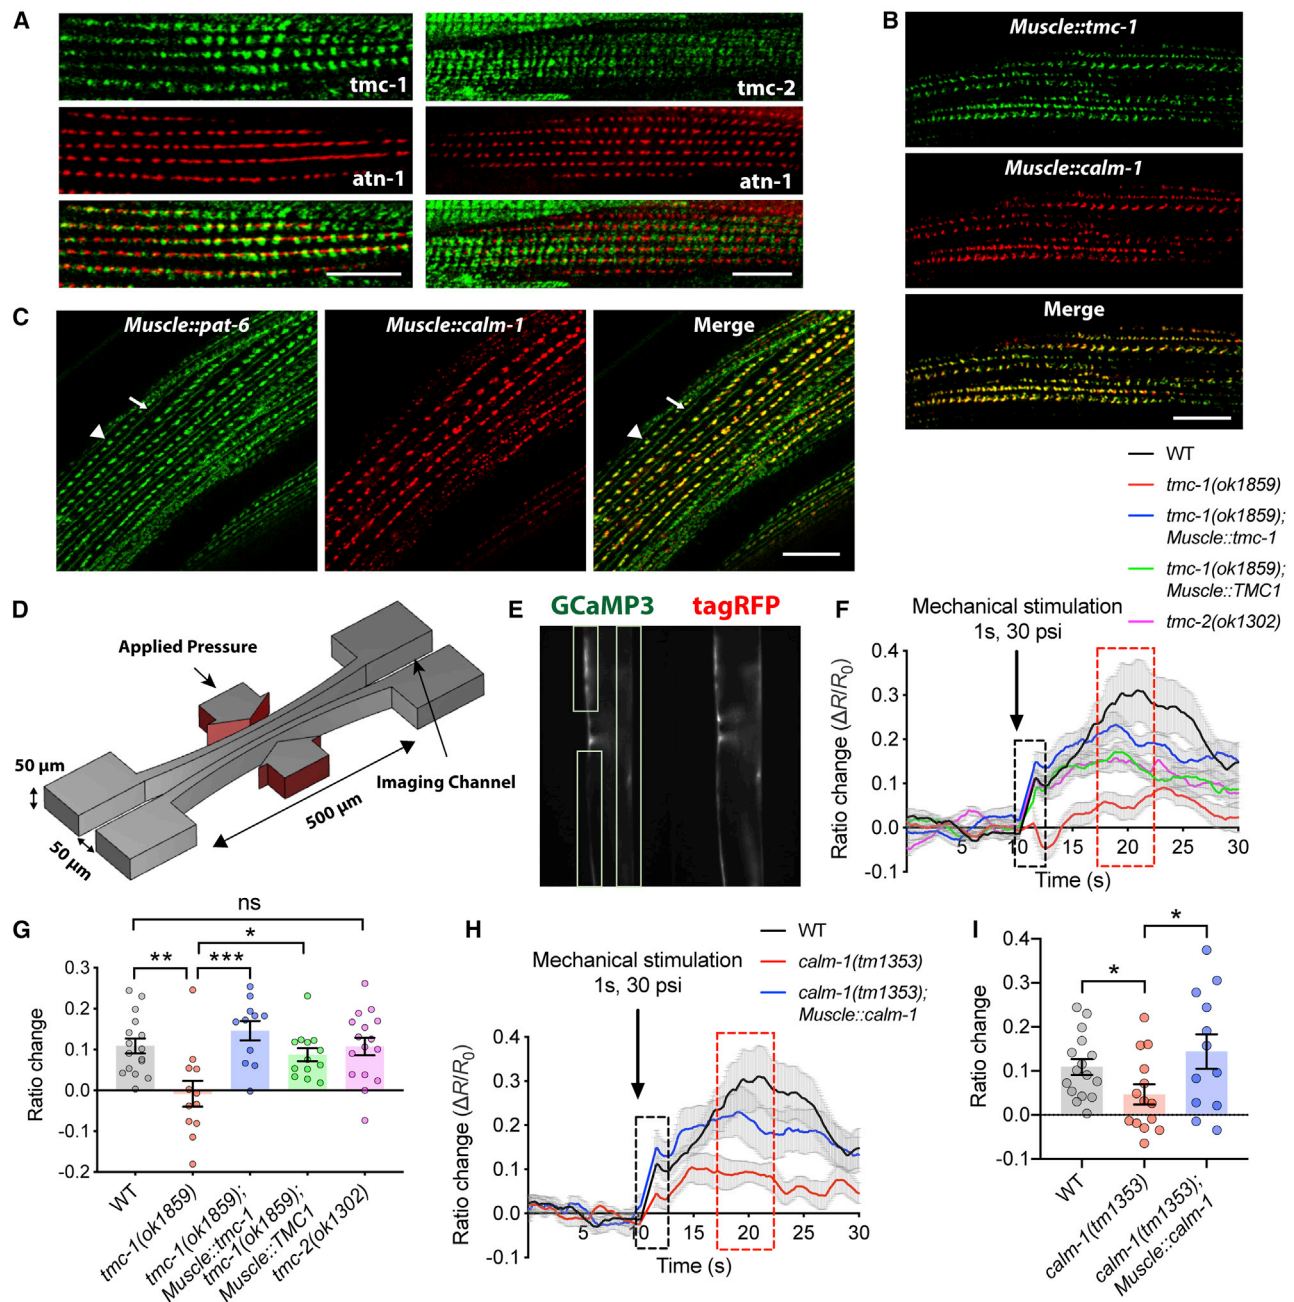 A
tmc-1
tmc-2
atn-1
atn-1
B
Muscle::tmc-1
Muscle::calm-1
Merge
C
Muscle::pat-6
Muscle::calm-1
Merge
D
Applied Pressure
50 μm
50 μm
500 μm
Imaging Channel
E
GCaMP3
tagRFP
WT
tmc-1(ok1859)
tmc-1(ok1859);
Muscle::tmc-1
tmc-1(ok1859);
Muscle::TMC1
tmc-2(ok1302)
F
Mechanical stimulation
1s, 30 psi
Ratio change (ΔR/R0)
0.4
0.3
0.2
0.1
0.0
-0.1
5
10
15
20
25
30
Time (s)
G
ns
**
***
*
Ratio change
0.3
0.2
0.1
0.0
-0.1
-0.2
WT
tmc-1(ok1859)
tmc-1(ok1859);
Muscle::tmc-1
tmc-1(ok1859);
Muscle::TMC1
tmc-2(ok1302)
H
WT
calm-1(tm1353)
calm-1(tm1353);
Muscle::calm-1
Mechanical stimulation
1s, 30 psi
Ratio change (ΔR/R0)
0.4
0.3
0.2
0.1
0.0
-0.1
5
10
15
20
25
30
Time (s)
I
*
*
Ratio change
0.4
0.3
0.2
0.1
0.0
-0.1
WT
calm-1(tm1353)
calm-1(tm1353);
Muscle::calm-1